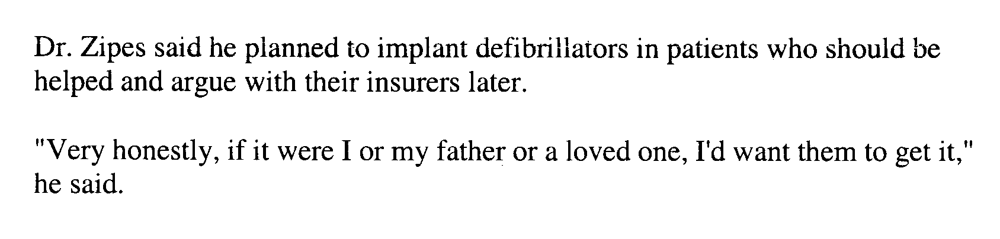 Dr. Zipes said he planned to implant defibrillators in patients who should be
helped and argue with their insurers later.
"Very honestly, if it were I or my father or a loved one, I'd want them to get it,"
he said.